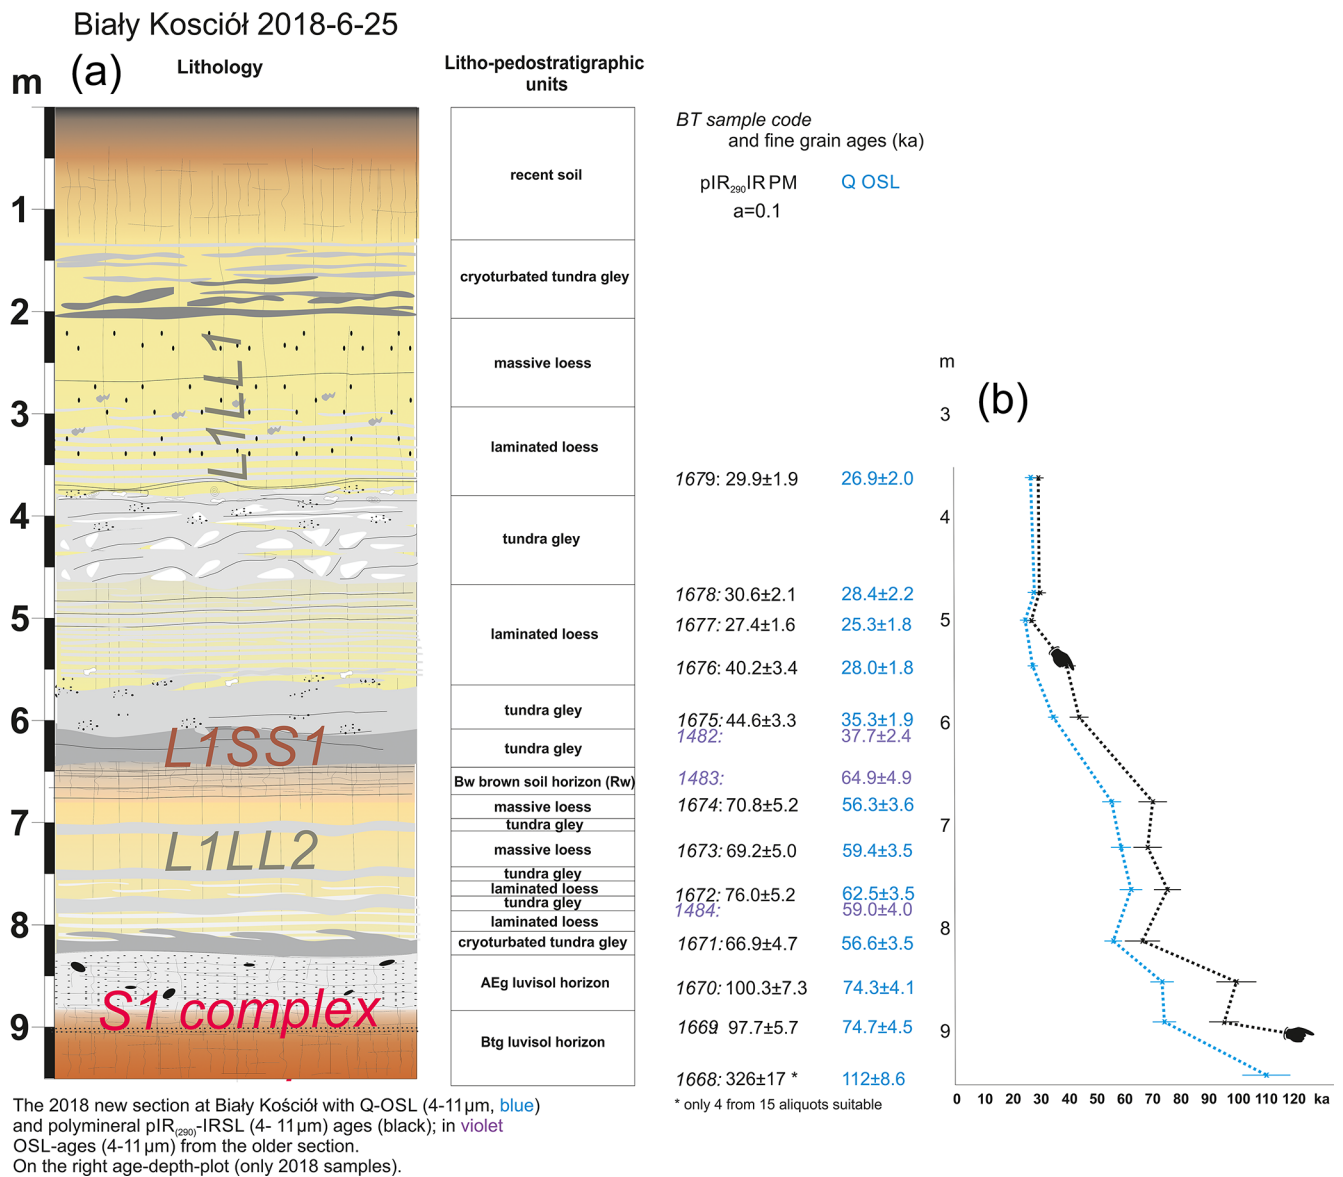 Biały Kosciół 2018-6-25
(a)
m
Lithology
Litho-pedostratigraphic
units
BT sample code
and fine grain ages (ka)
pIR290IR PM
a=0.1
Q OSL
1
2
3
4
5
6
7
8
9
L1LL1
L1SS1
L1LL2
S1 complex
recent soil
cryoturbated tundra gley
massive loess
laminated loess
tundra gley
laminated loess
tundra gley
tundra gley
Bw brown soil horizon (Rw)
massive loess
tundra gley
massive loess
tundra gley
laminated loess
tundra gley
laminated loess
cryoturbated tundra gley
AEg luvisol horizon
Btg luvisol horizon
1679: 29.9±1.9 26.9±2.0
1678: 30.6±2.1 28.4±2.2
1677: 27.4±1.6 25.3±1.8
1676: 40.2±3.4 28.0±1.8
1675: 44.6±3.3 35.3±1.9
1482: 37.7±2.4
1483: 64.9±4.9
1674: 70.8±5.2 56.3±3.6
1673: 69.2±5.0 59.4±3.5
1672: 76.0±5.2 62.5±3.5
1484: 59.0±4.0
1671: 66.9±4.7 56.6±3.5
1670: 100.3±7.3 74.3±4.1
1669: 97.7±5.7 74.7±4.5
1668: 326±17 * 112±8.6
* only 4 from 15 aliquots suitable
(b)
m
3
4
5
6
7
8
9
0 10 20 30 40 50 60 70 80 90 100 110 120 ka
The 2018 new section at Biały Kościół with Q-OSL (4-11µm, blue)
and polymineral pIR(290)-IRSL (4- 11µm) ages (black); in violet
OSL-ages (4-11µm) from the older section.
On the right age-depth-plot (only 2018 samples).